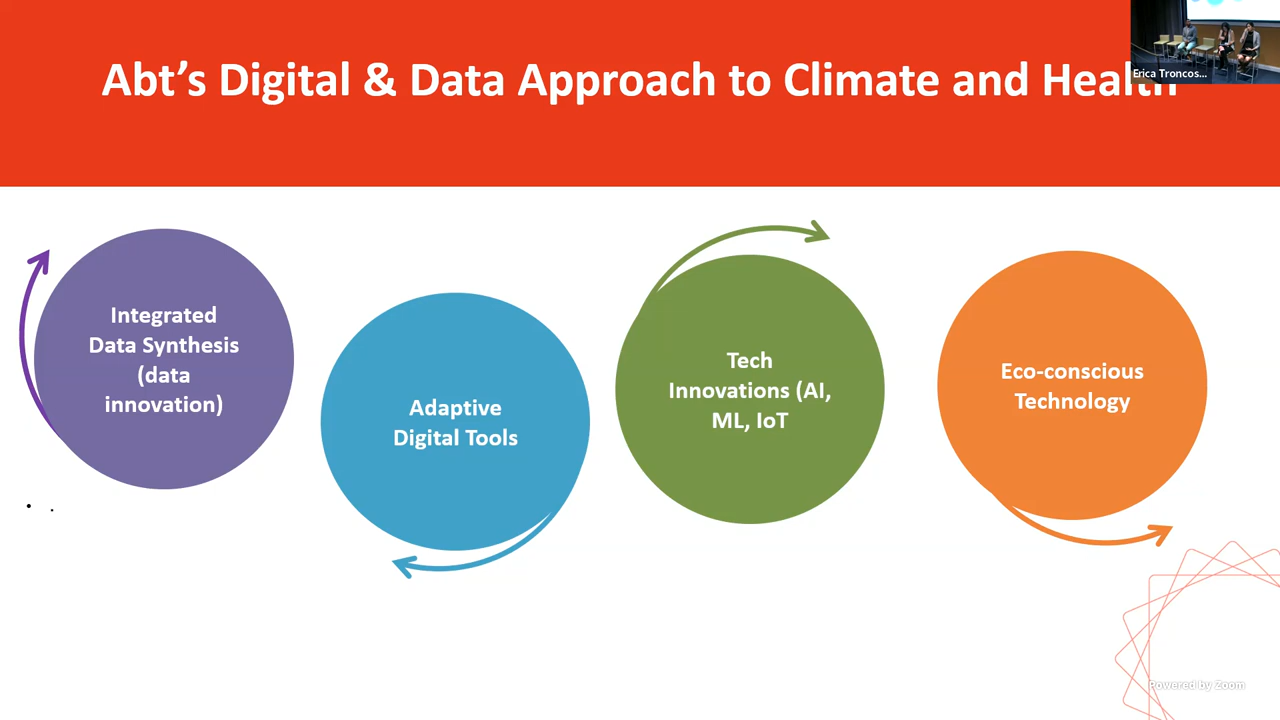 Abt's Digital & Data Approach to Climate and Health
Erica Troncos...
Integrated
Data Synthesis
(data
innovation)
Adaptive
Digital Tools
Tech
Innovations (AI,
ML, IoT
Eco-conscious
Technology
• .
Powered by Zoom